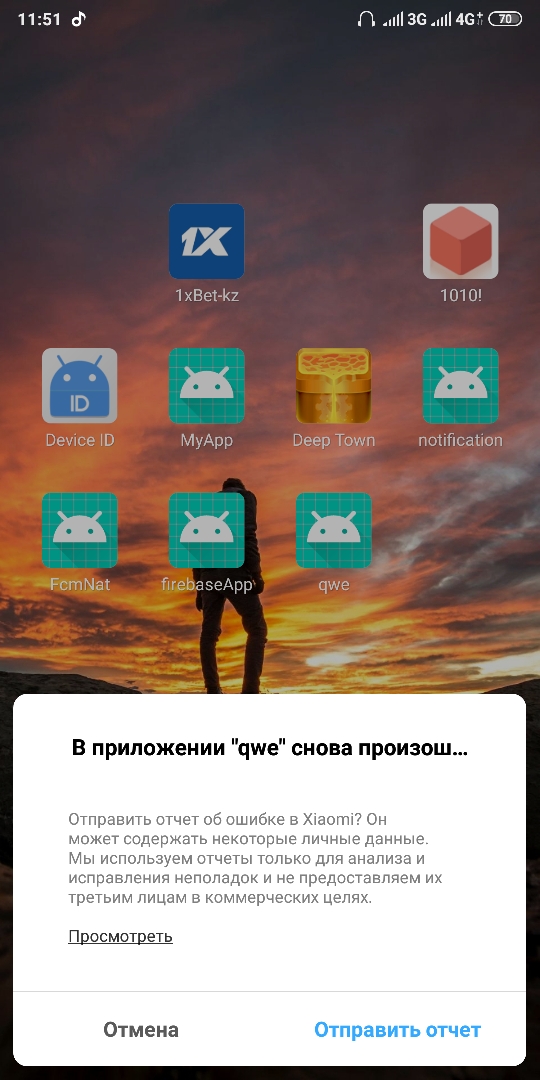 11:51 3G 4G+ 70
1X
1xBet-kz 1010!
ID
Device ID MyApp Deep Town notification
FcmNat firebaseApp qwe
В приложении "qwe" снова произош...
Отправить отчет об ошибке в Xiaomi? Он
может содержать некоторые личные данные.
Мы используем отчеты только для анализа и
исправления неполадок и не предоставляем их
третьим лицам в коммерческих целях.
Просмотреть
Отмена Отправить отчет